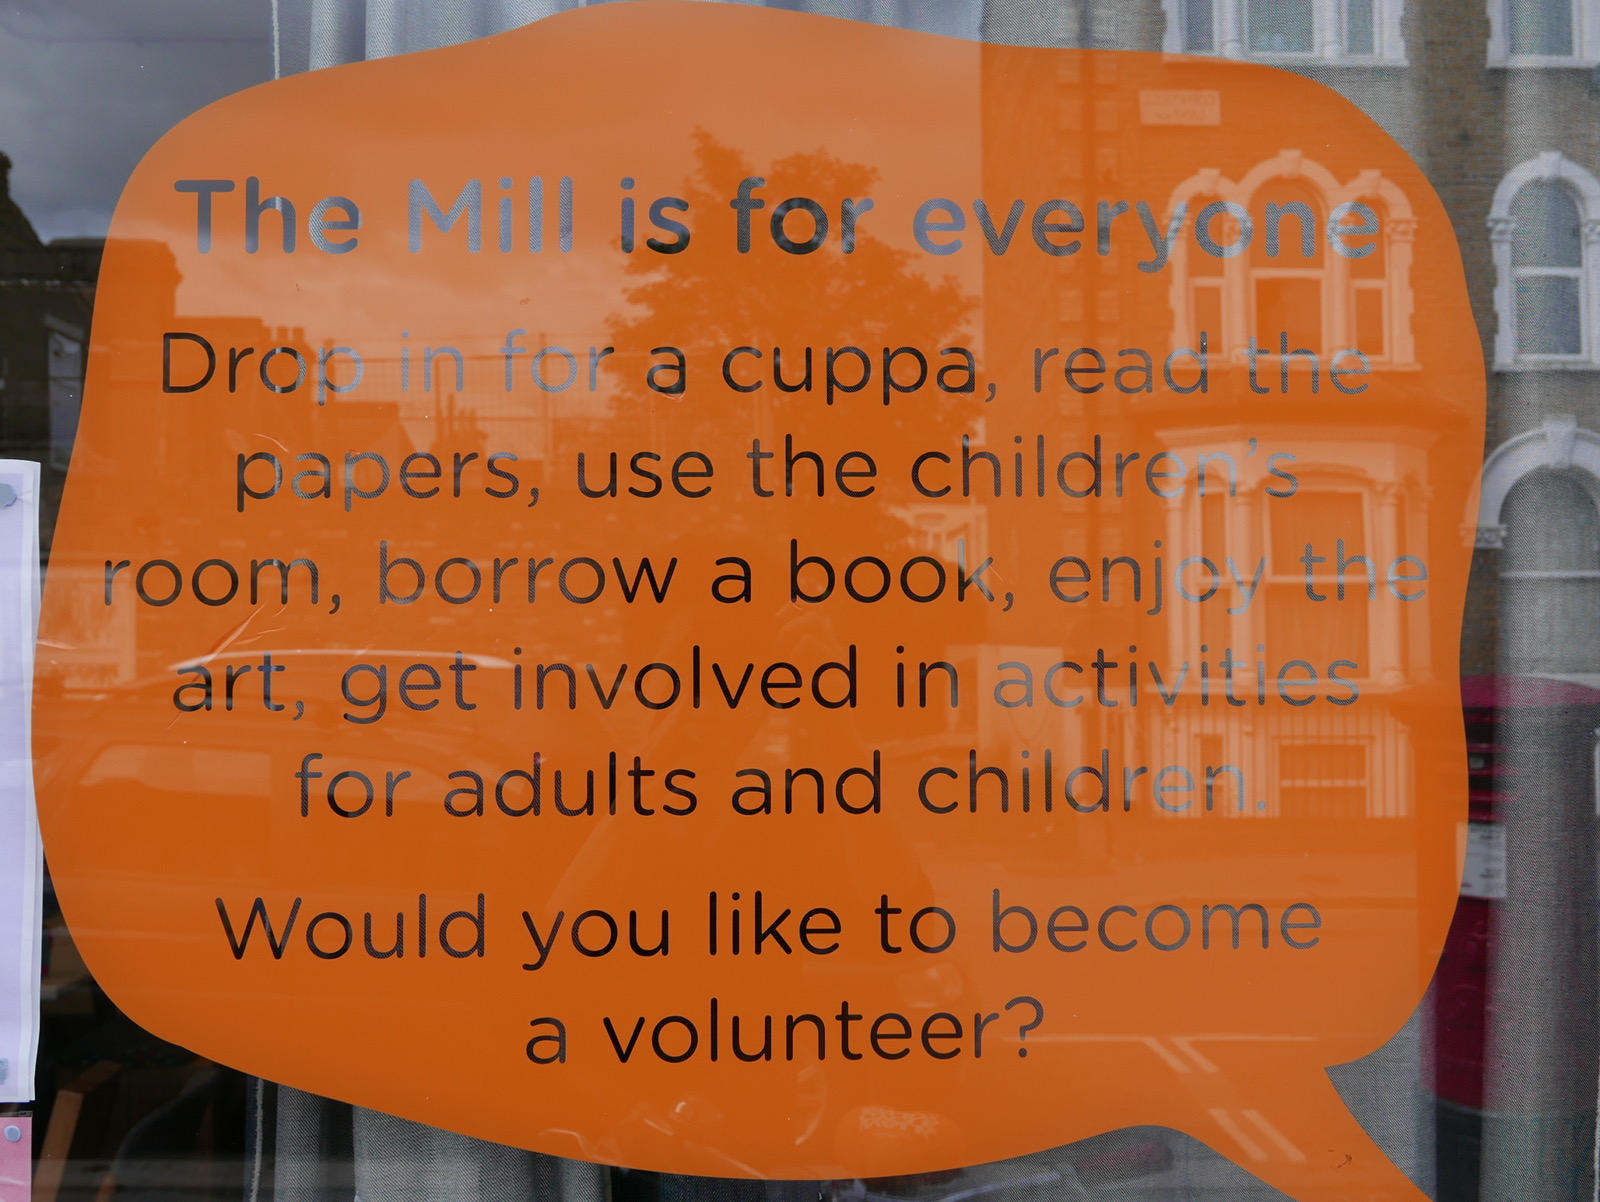 The Mill is for everyone
Drop in for a cuppa, read the
papers, use the children's
room, borrow a book, enjoy the
art, get involved in activities
for adults and children.
Would you like to become
a volunteer?